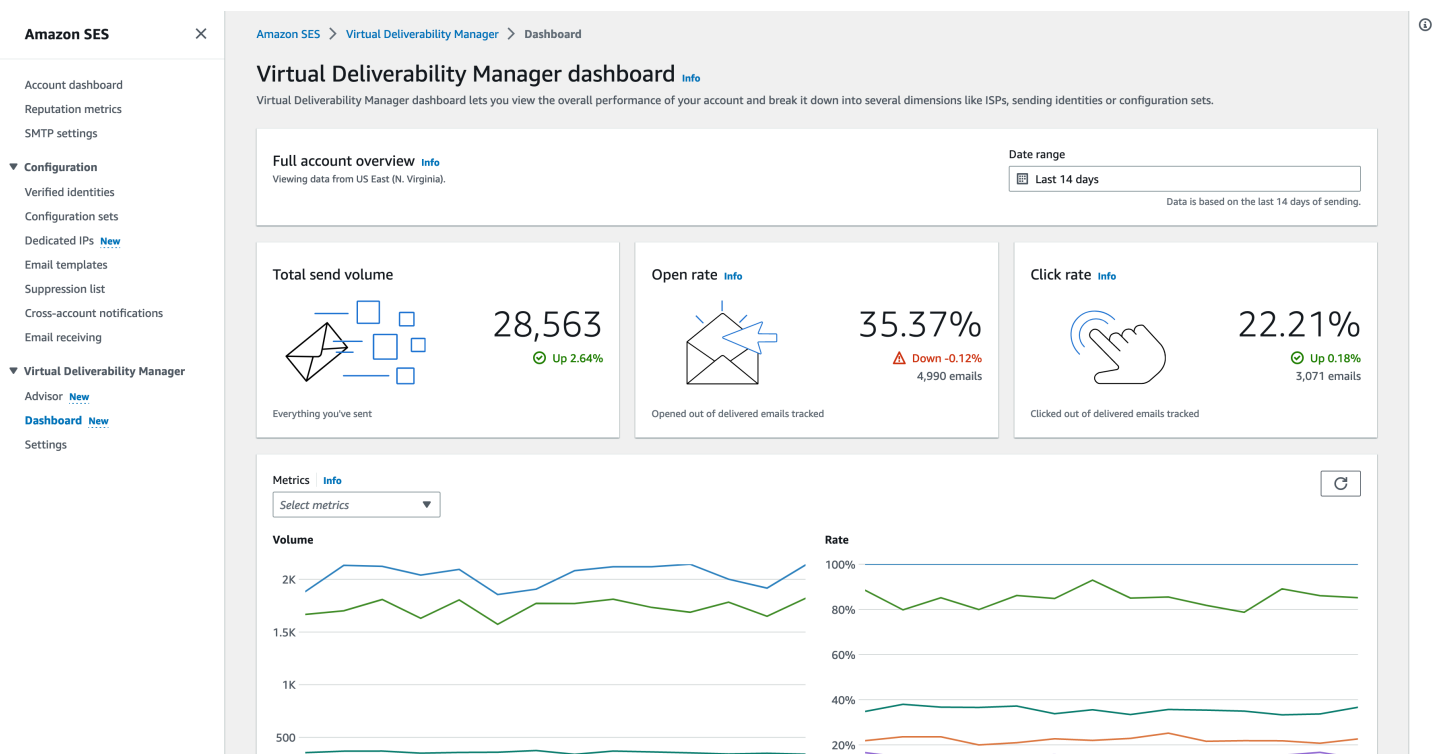 Amazon SES
Account dashboard
Reputation metrics
SMTP settings
Configuration
Verified identities
Configuration sets
Dedicated IPs New
Email templates
Suppression list
Cross-account notifications
Email receiving
Virtual Deliverability Manager
Advisor New
Dashboard New
Settings
Amazon SES > Virtual Deliverability Manager > Dashboard
Virtual Deliverability Manager dashboard Info
Virtual Deliverability Manager dashboard lets you view the overall performance of your account and break it down into several dimensions like ISPs, sending identities or configuration sets.
Full account overview Info
Viewing data from US East (N. Virginia).
Date range
Last 14 days
Data is based on the last 14 days of sending.
Total send volume
28,563
Up 2.64%
Everything you've sent
Open rate Info
35.37%
Down -0.12%
4,990 emails
Opened out of delivered emails tracked
Click rate Info
22.21%
Up 0.18%
3,071 emails
Clicked out of delivered emails tracked
Metrics Info
Select metrics
Volume
2K
1.5K
1K
500
Rate
100%
80%
60%
40%
20%